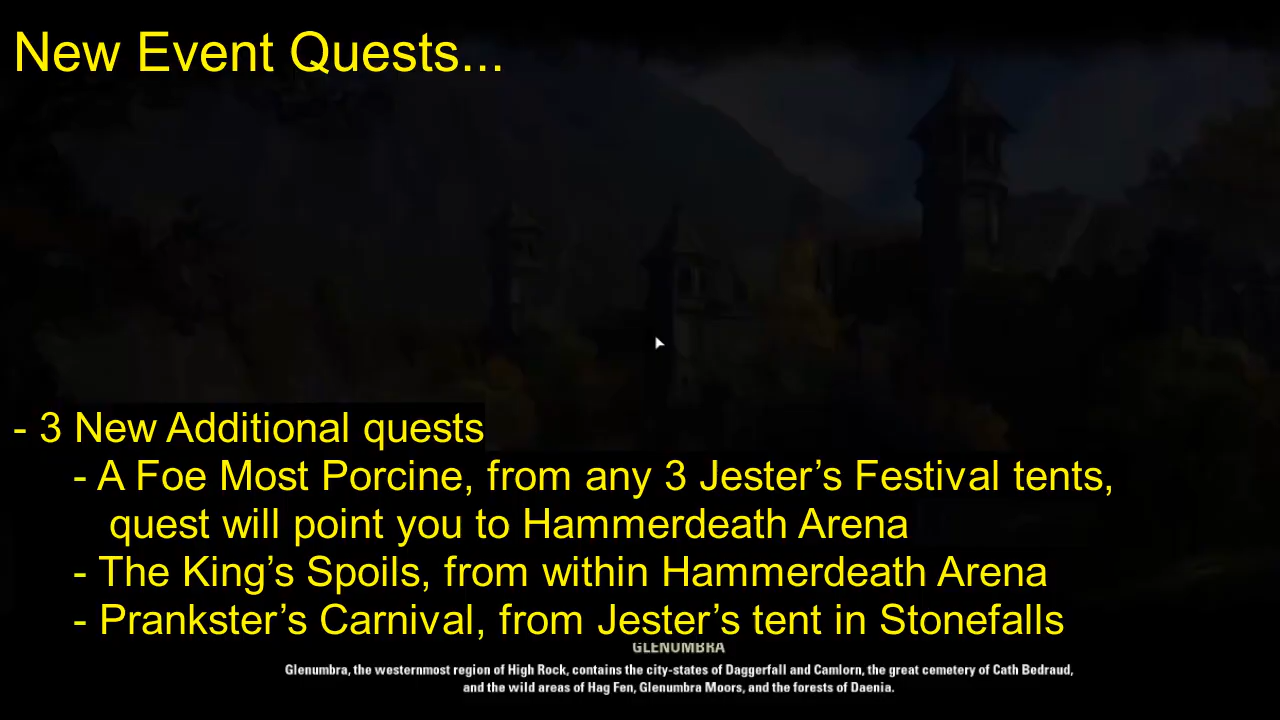 New Event Quests...
- 3 New Additional quests
- A Foe Most Porcine, from any 3 Jester’s Festival tents,
quest will point you to Hammerdeath Arena
- The King’s Spoils, from within Hammerdeath Arena
- Prankster’s Carnival, from Jester’s tent in Stonefalls
GLENUMBRA
Glenumbra, the westernmost region of High Rock, contains the city-states of Daggerfall and Camlorn, the great cemetery of Cath Bedraud,
and the wild areas of Hag Fen, Glenumbra Moors, and the forests of Daenia.